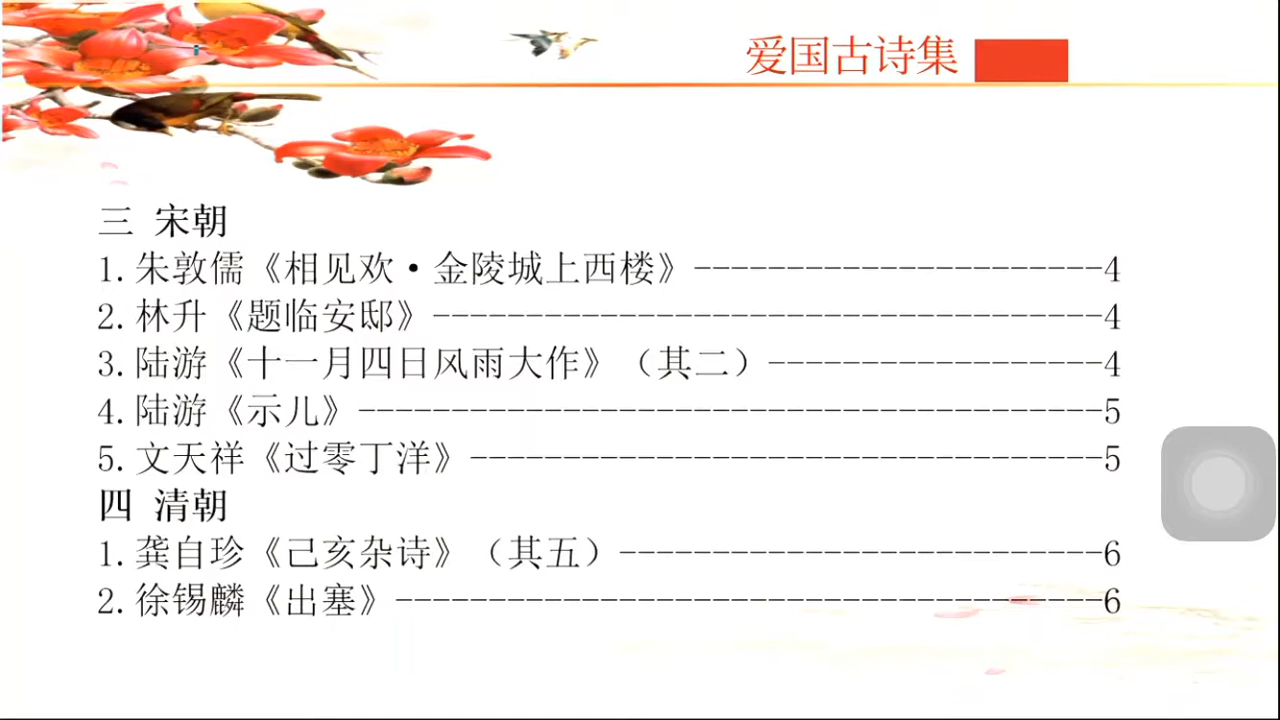 爱国古诗集
三 宋朝
1.朱敦儒《相见欢·金陵城上西楼》----------------------4
2.林升《题临安邸》------------------------------------4
3.陆游《十一月四日风雨大作》（其二）------------------4
4.陆游《示儿》----------------------------------------5
5.文天祥《过零丁洋》----------------------------------5
四 清朝
1.龚自珍《己亥杂诗》（其五）--------------------------6
2.徐锡麟《出塞》--------------------------------------6